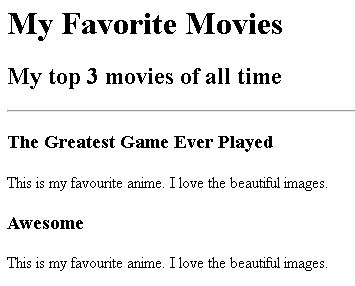 My Favorite Movies
My top 3 movies of all time
The Greatest Game Ever Played
This is my favourite anime. I love the beautiful images.
Awesome
This is my favourite anime. I love the beautiful images.